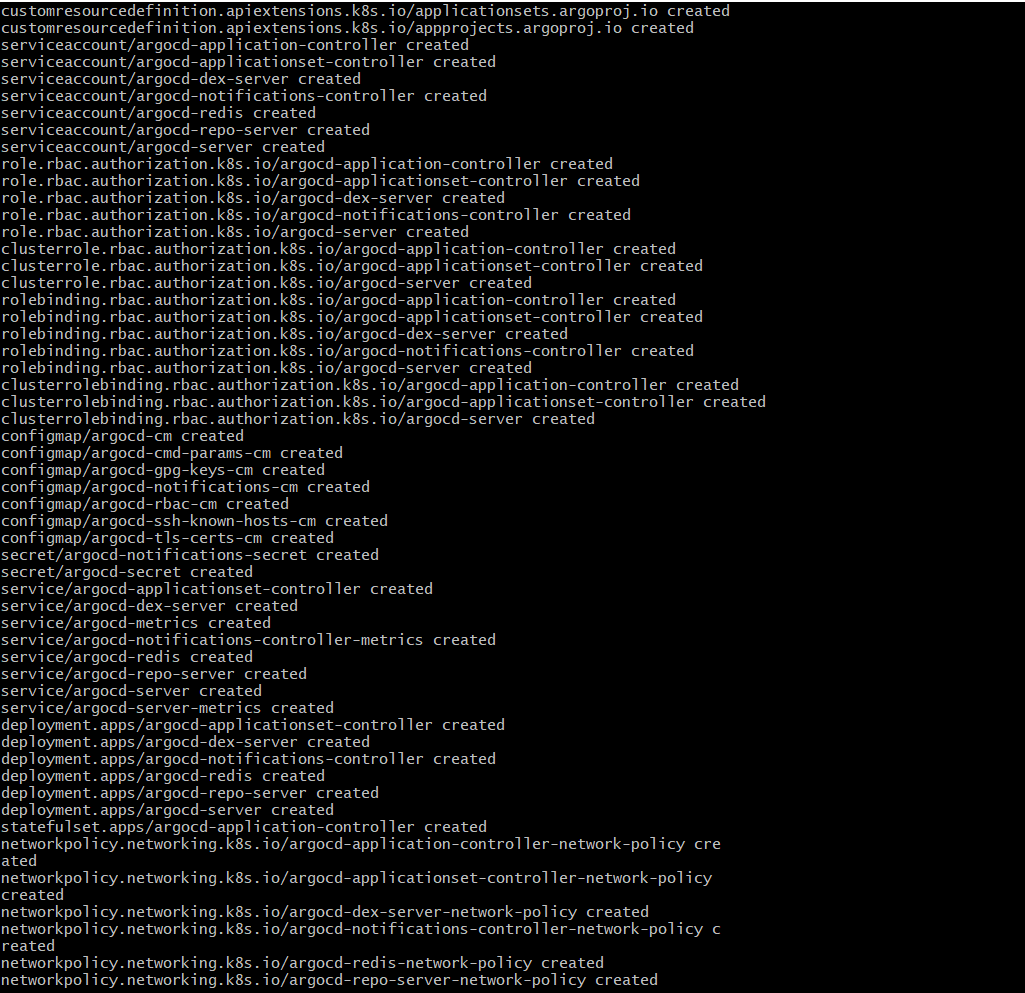 customresourcedefinition.apiextensions.k8s.io/applicationsets.argoproj.io created
customresourcedefinition.apiextensions.k8s.io/appprojects.argoproj.io created
serviceaccount/argocd-application-controller created
serviceaccount/argocd-applicationset-controller created
serviceaccount/argocd-dex-server created
serviceaccount/argocd-notifications-controller created
serviceaccount/argocd-redis created
serviceaccount/argocd-repo-server created
serviceaccount/argocd-server created
role.rbac.authorization.k8s.io/argocd-application-controller created
role.rbac.authorization.k8s.io/argocd-applicationset-controller created
role.rbac.authorization.k8s.io/argocd-dex-server created
role.rbac.authorization.k8s.io/argocd-notifications-controller created
role.rbac.authorization.k8s.io/argocd-server created
clusterrole.rbac.authorization.k8s.io/argocd-application-controller created
clusterrole.rbac.authorization.k8s.io/argocd-applicationset-controller created
clusterrole.rbac.authorization.k8s.io/argocd-server created
rolebinding.rbac.authorization.k8s.io/argocd-application-controller created
rolebinding.rbac.authorization.k8s.io/argocd-applicationset-controller created
rolebinding.rbac.authorization.k8s.io/argocd-dex-server created
rolebinding.rbac.authorization.k8s.io/argocd-notifications-controller created
rolebinding.rbac.authorization.k8s.io/argocd-server created
clusterrolebinding.rbac.authorization.k8s.io/argocd-application-controller created
clusterrolebinding.rbac.authorization.k8s.io/argocd-applicationset-controller created
clusterrolebinding.rbac.authorization.k8s.io/argocd-server created
configmap/argocd-cm created
configmap/argocd-cmd-params-cm created
configmap/argocd-gpg-keys-cm created
configmap/argocd-notifications-cm created
configmap/argocd-rbac-cm created
configmap/argocd-ssh-known-hosts-cm created
configmap/argocd-tls-certs-cm created
secret/argocd-notifications-secret created
secret/argocd-secret created
service/argocd-applicationset-controller created
service/argocd-dex-server created
service/argocd-metrics created
service/argocd-notifications-controller-metrics created
service/argocd-redis created
service/argocd-repo-server created
service/argocd-server created
service/argocd-server-metrics created
deployment.apps/argocd-applicationset-controller created
deployment.apps/argocd-dex-server created
deployment.apps/argocd-notifications-controller created
deployment.apps/argocd-redis created
deployment.apps/argocd-repo-server created
deployment.apps/argocd-server created
statefulset.apps/argocd-application-controller created
networkpolicy.networking.k8s.io/argocd-application-controller-network-policy cre
ated
networkpolicy.networking.k8s.io/argocd-applicationset-controller-network-policy
created
networkpolicy.networking.k8s.io/argocd-dex-server-network-policy created
networkpolicy.networking.k8s.io/argocd-notifications-controller-network-policy c
reated
networkpolicy.networking.k8s.io/argocd-redis-network-policy created
networkpolicy.networking.k8s.io/argocd-repo-server-network-policy created